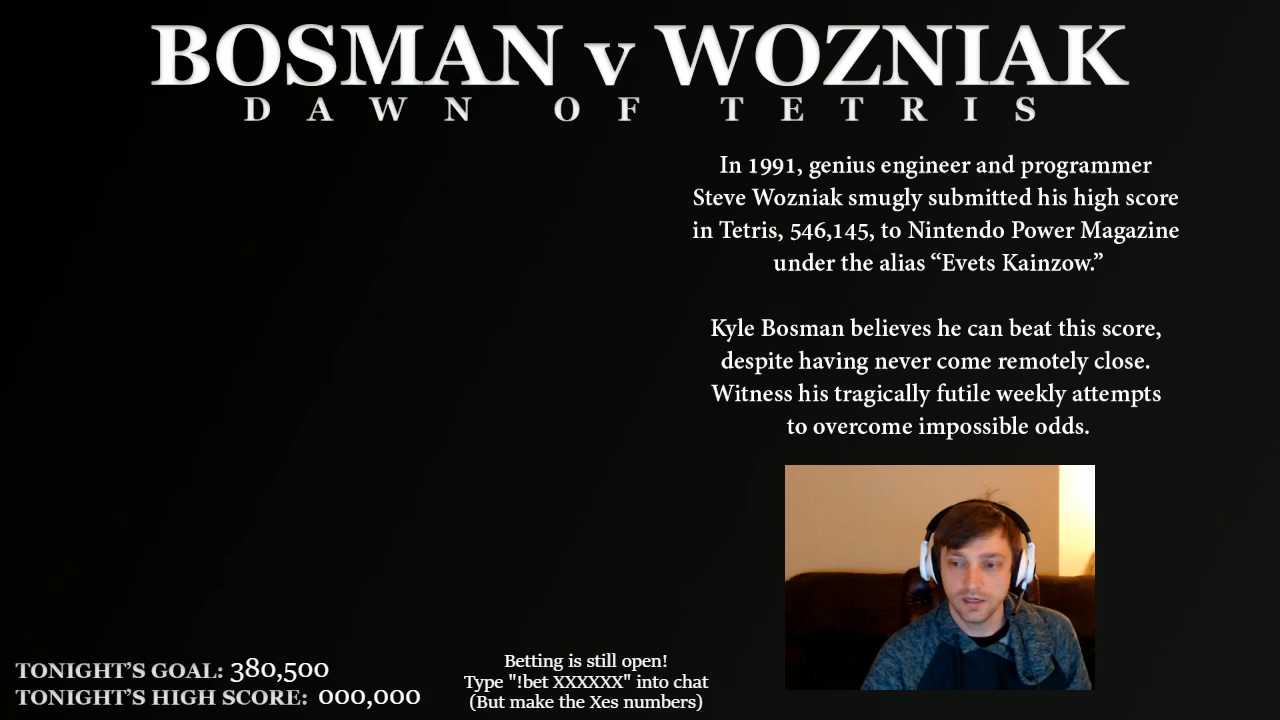 BOSMAN v WOZNIAK
DAWN OF TETRIS
In 1991, genius engineer and programmer
Steve Wozniak smugly submitted his high score
in Tetris, 546,145, to Nintendo Power Magazine
under the alias “Evets Kainzow.”
Kyle Bosman believes he can beat this score,
despite having never come remotely close.
Witness his tragically futile weekly attempts
to overcome impossible odds.
TONIGHT’S GOAL: 380,500
TONIGHT’S HIGH SCORE: 000,000
Betting is still open!
Type "!bet XXXXXX" into chat
(But make the Xes numbers)